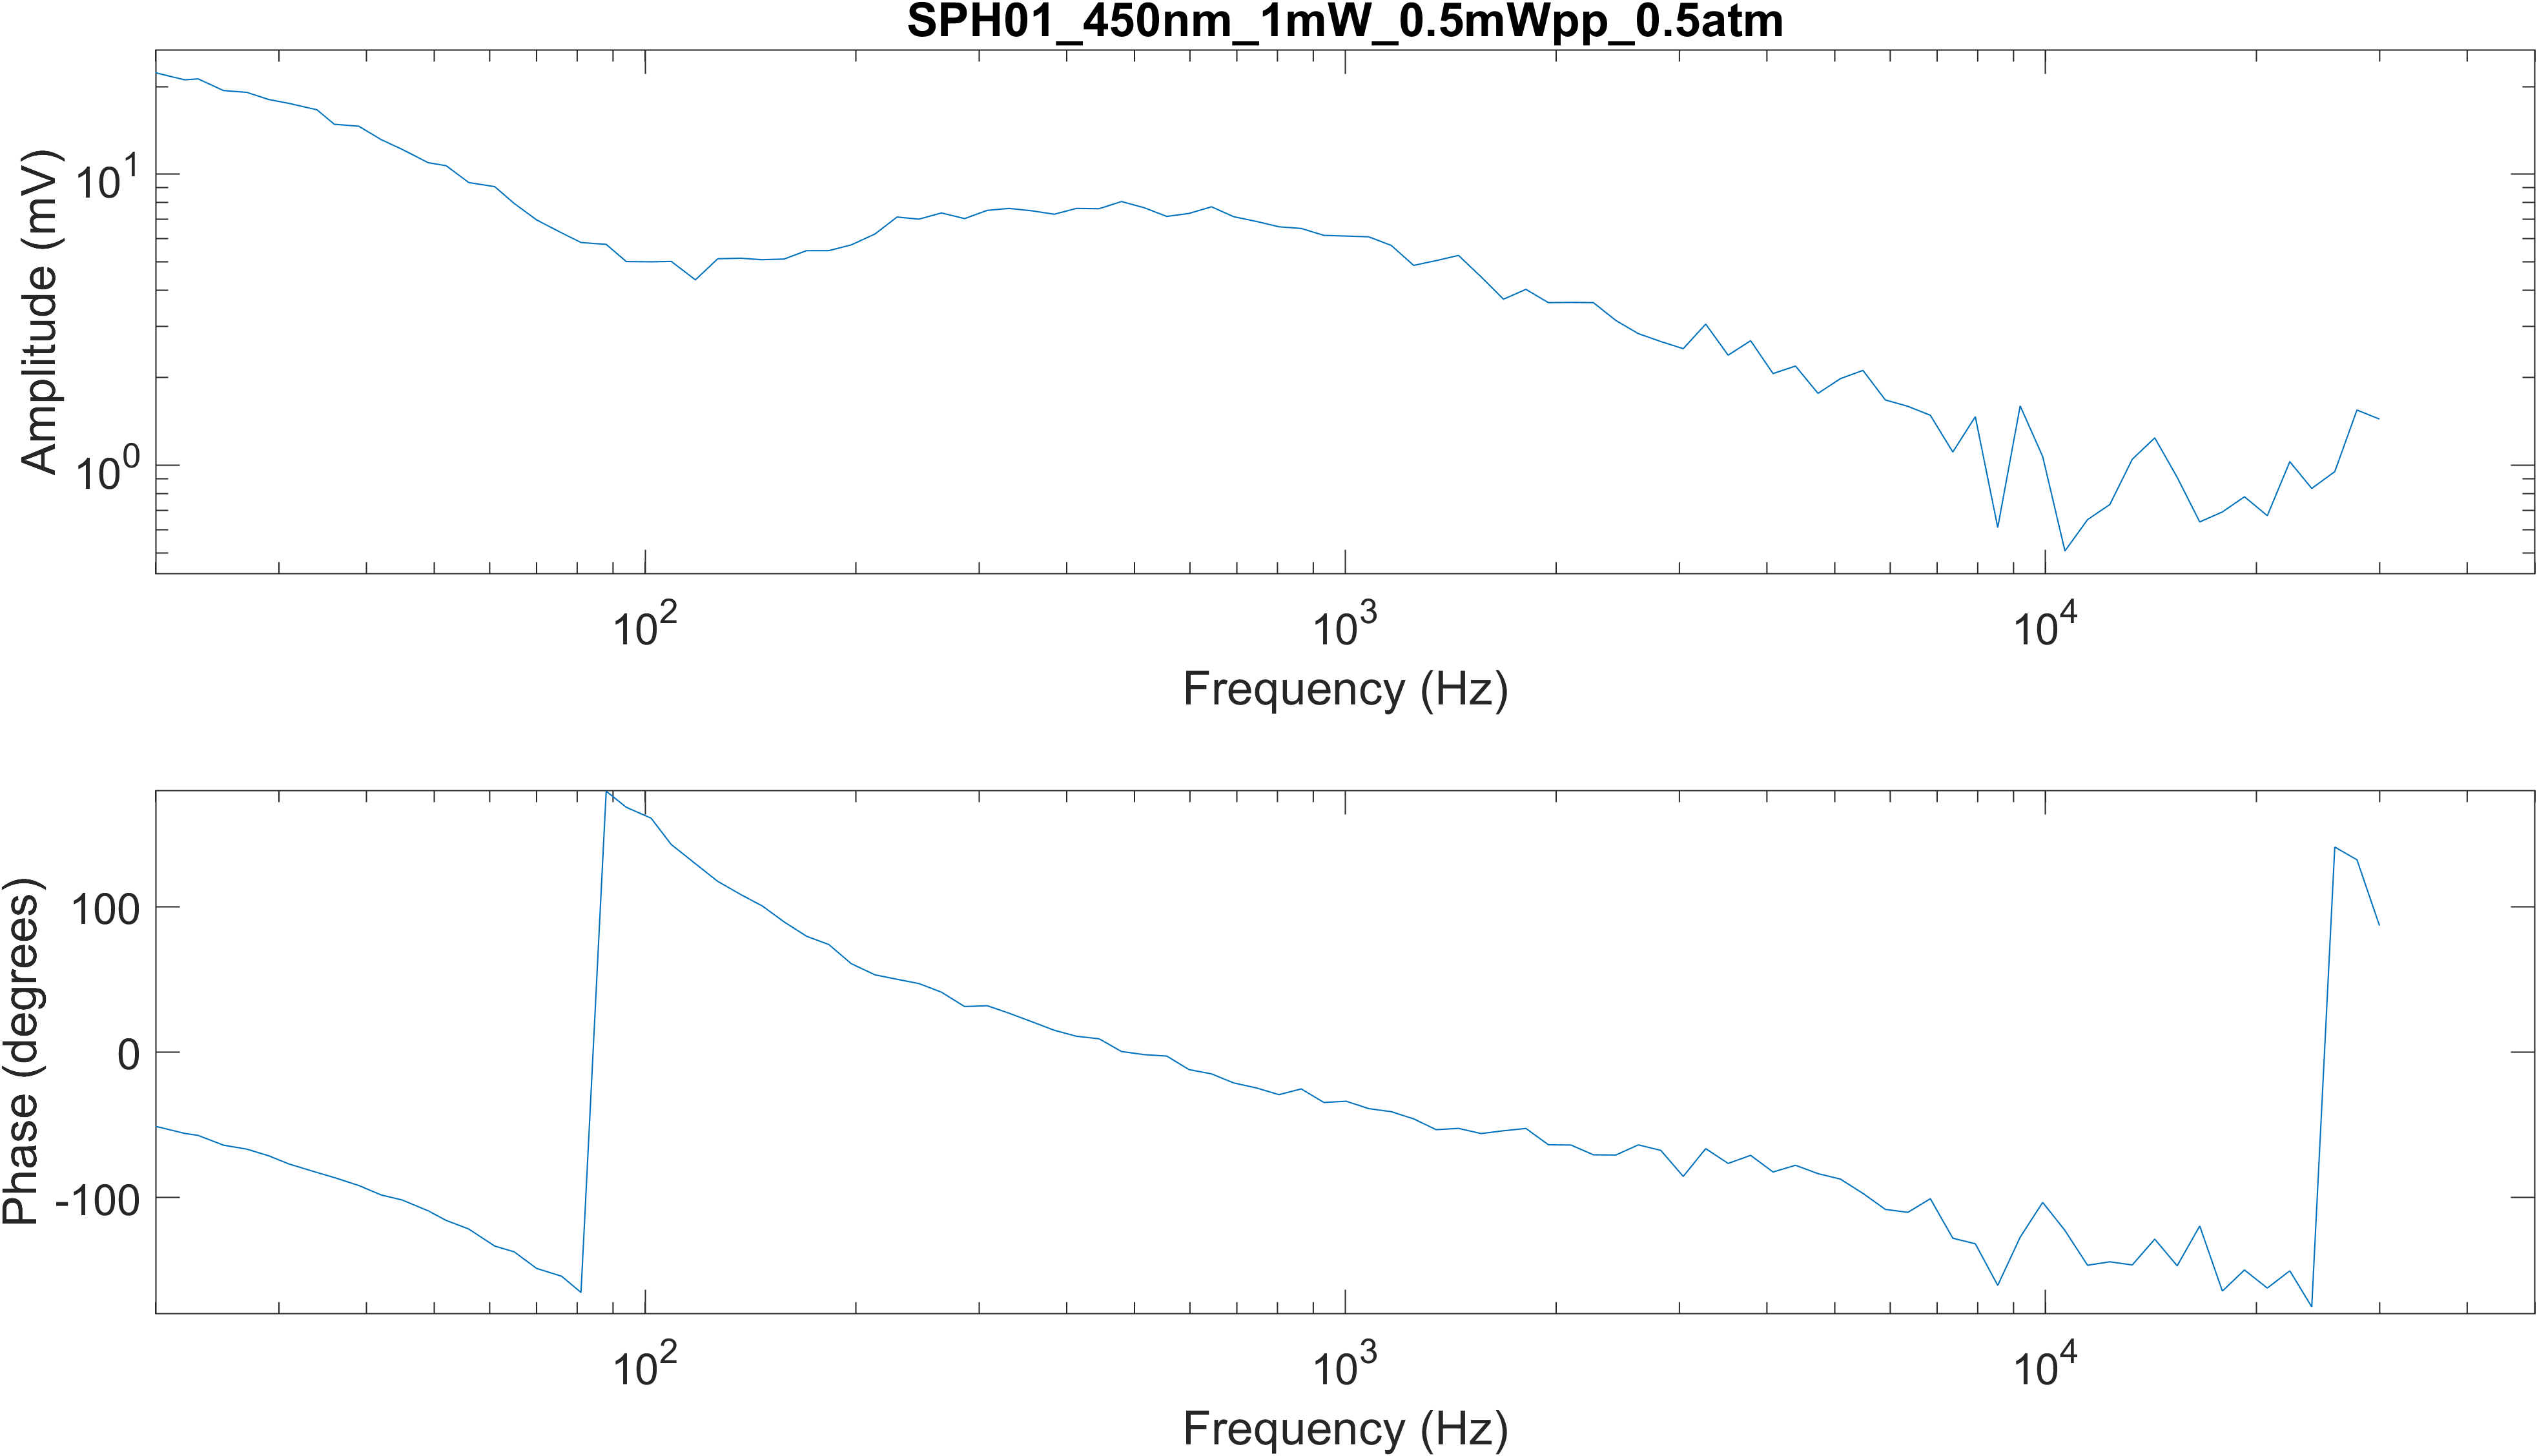 SPH01_450nm_1mW_0.5mWpp_0.5atm
Amplitude (mV)
10^1
10^0
10^2
10^3
10^4
Frequency (Hz)
Phase (degrees)
100
0
-100
10^2
10^3
10^4
Frequency (Hz)